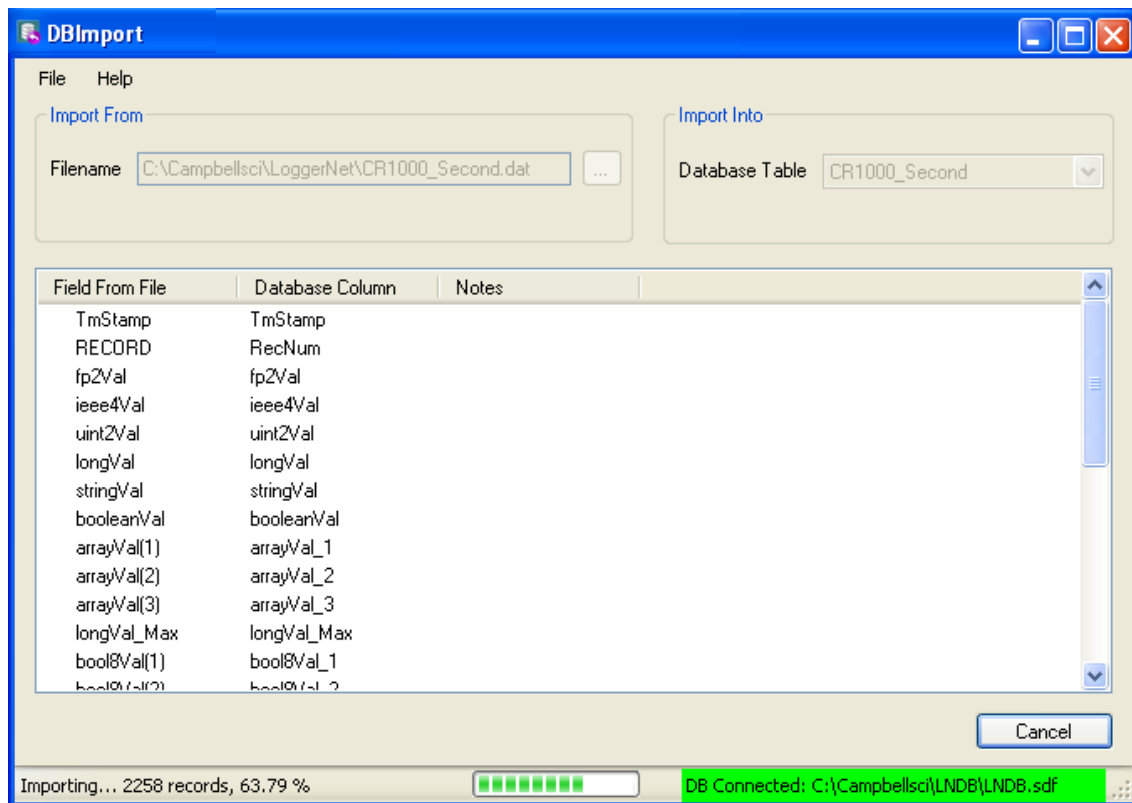 DBImport
File Help
Import From
Import Into
Filename C:\Campbellsci\LoggerNet\CR1000_Second.dat ...
Database Table CR1000_Second
Field From File Database Column Notes
TmStamp TmStamp
RECORD RecNum
fp2Val fp2Val
ieee4Val ieee4Val
uint2Val uint2Val
longVal longVal
stringVal stringVal
booleanVal booleanVal
arrayVal(1) arrayVal_1
arrayVal(2) arrayVal_2
arrayVal(3) arrayVal_3
longVal_Max longVal_Max
bool8Val(1) bool8Val_1
bool8Val(2) bool8Val_2
Cancel
Importing... 2258 records, 63.79 %
DB Connected: C:\Campbellsci\LNDB\LNDB.sdf